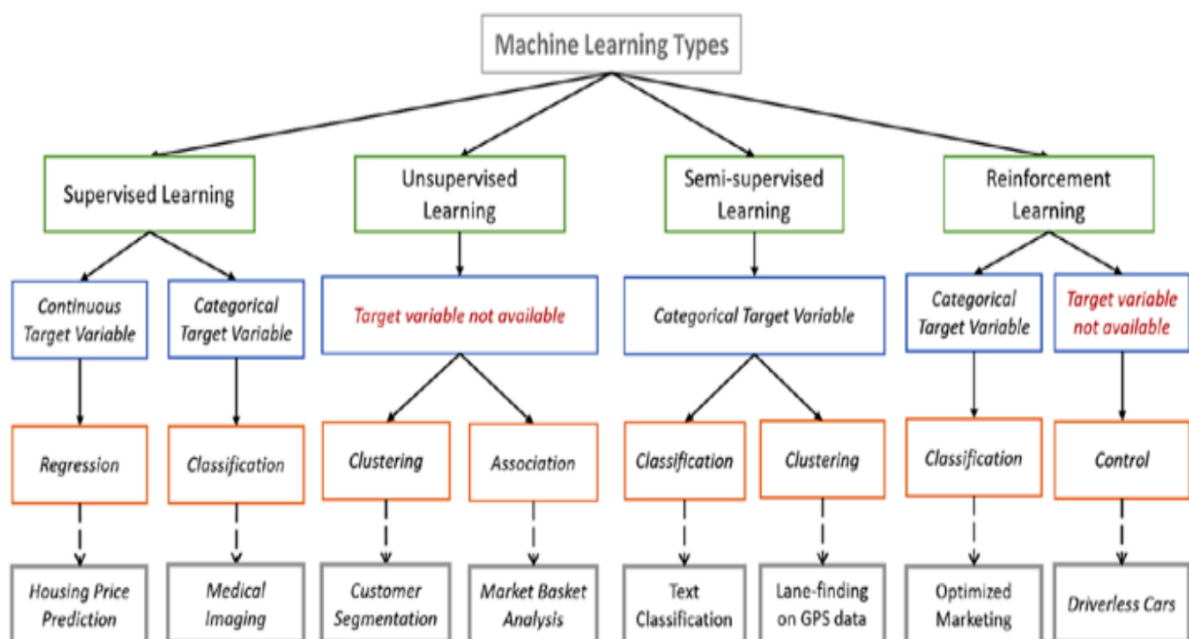 Machine Learning Types
Supervised Learning
Unsupervised
Learning
Semi-supervised
Learning
Reinforcement
Learning
Continuous
Target Variable
Categorical
Target Variable
Target variable not available
Categorical Target Variable
Categorical
Target Variable
Target variable
not available
Regression
Classification
Clustering
Association
Classification
Clustering
Classification
Control
Housing Price
Prediction
Medical
Imaging
Customer
Segmentation
Market Basket
Analysis
Text
Classification
Lane-finding
on GPS data
Optimized
Marketing
Driverless Cars